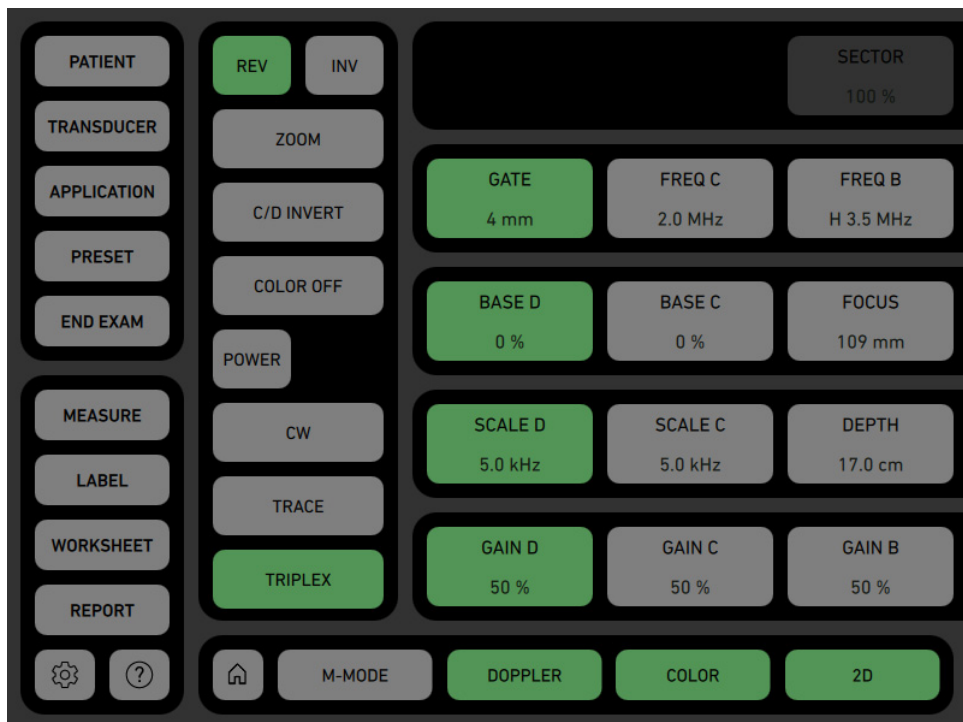 PATIENT
TRANSDUCER
APPLICATION
PRESET
END EXAM
MEASURE
LABEL
WORKSHEET
REPORT
?
REV INV
ZOOM
C/D INVERT
COLOR OFF
POWER
CW
TRACE
TRIPLEX
SECTOR
100 %
GATE FREQ C FREQ B
4 mm 2.0 MHz H 3.5 MHz
BASE D BASE C FOCUS
0 % 0 % 109 mm
SCALE D SCALE C DEPTH
5.0 kHz 5.0 kHz 17.0 cm
GAIN D GAIN C GAIN B
50 % 50 % 50 %
M-MODE DOPPLER COLOR 2D